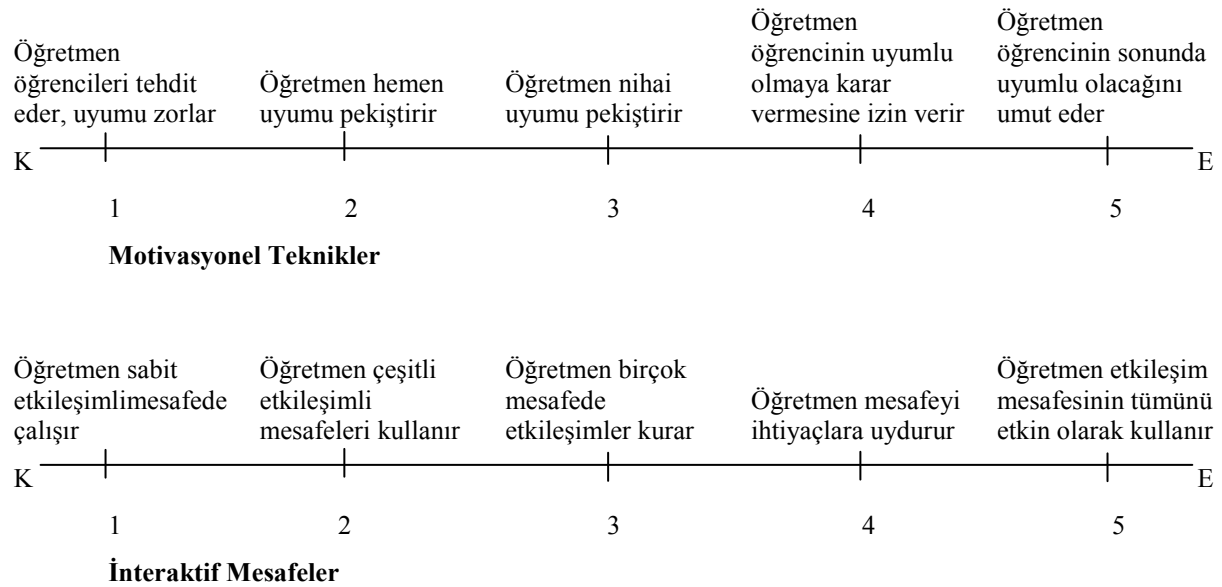 Öğretmen
öğrencileri tehdit
eder, uyumu zorlar
Öğretmen hemen
uyumu pekiştirir
Öğretmen nihai
uyumu pekiştirir
Öğretmen
öğrencinin uyumlu
olmaya karar
vermesine izin verir
Öğretmen
öğrencinin sonunda
uyumlu olacağını
umut eder
K E
1 2 3 4 5
Motivasyonel Teknikler
Öğretmen sabit
etkileşimlimesafede
çalışır
Öğretmen çeşitli
etkileşimli
mesafeleri kullanır
Öğretmen birçok
mesafede
etkileşimler kurar
Öğretmen mesafeyi
ihtiyaçlara uydurur
Öğretmen etkileşim
mesafesinin tümünü
etkin olarak kullanır
K E
1 2 3 4 5
İnteraktif Mesafeler